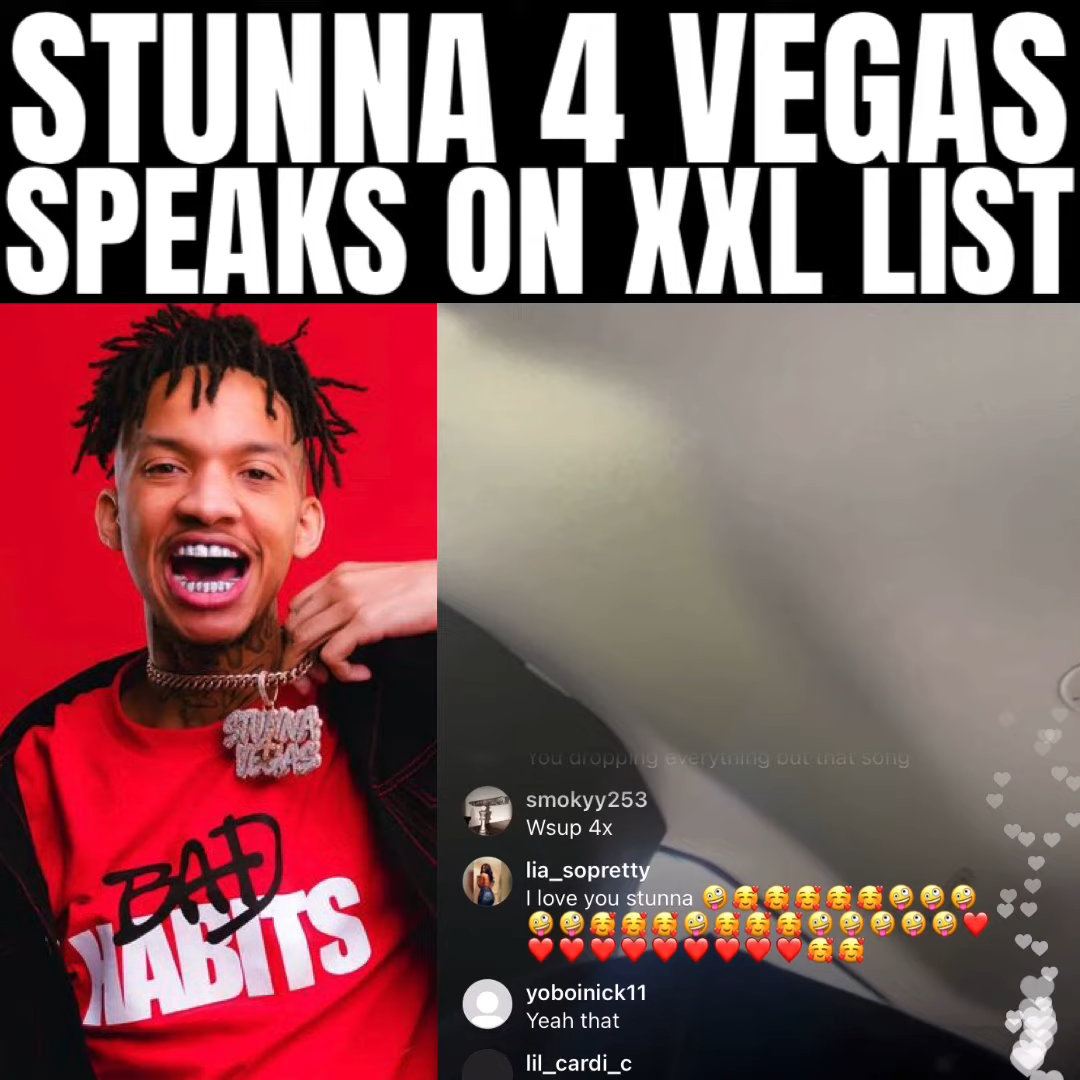 STUNNA 4 VEGAS
SPEAKS ON XXL LIST
STUNNA
4
VEGAS
BAD
HABITS
You dropping everything but that song
smokyy253
Wsup 4x
lia_sopretty
I love you stunna 🤪🥰🥰🥰🥰🥰🤪🤪🤪
🤪🤪🥰🥰🥰🤪🥰🥰🥰🤪🤪🤪🤪🤪❤️
❤️❤️❤️❤️❤️❤️❤️❤️❤️🥰🥰
yoboinick11
Yeah that
lil_cardi_c